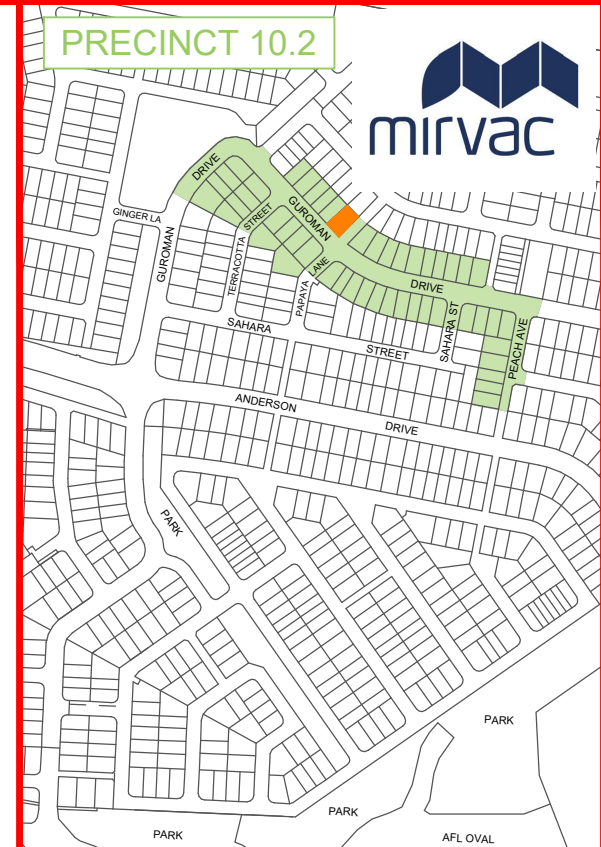 PRECINCT 10.2
mirvac
DRIVE
GINGER LA
GUROMAN
STREET
GUROMAN
TERRACOTTA
LANE
PAPAYA
DRIVE
SAHARA
STREET
SAHARA ST
PEACH AVE
ANDERSON
DRIVE
PARK
PARK
PARK
PARK
AFL OVAL